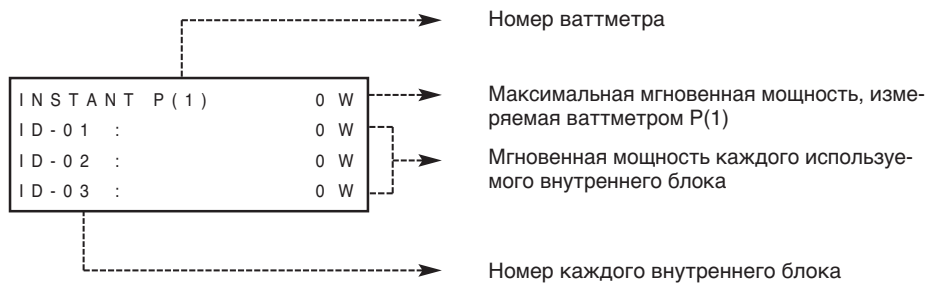 Номер ваттметра
INSTANT P(1) 0 W
Максимальная мгновенная мощность, изме-
ряемая ваттметром P(1)
ID-01 : 0 W
ID-02 : 0 W
ID-03 : 0 W
Мгновенная мощность каждого используе-
мого внутреннего блока
Номер каждого внутреннего блока